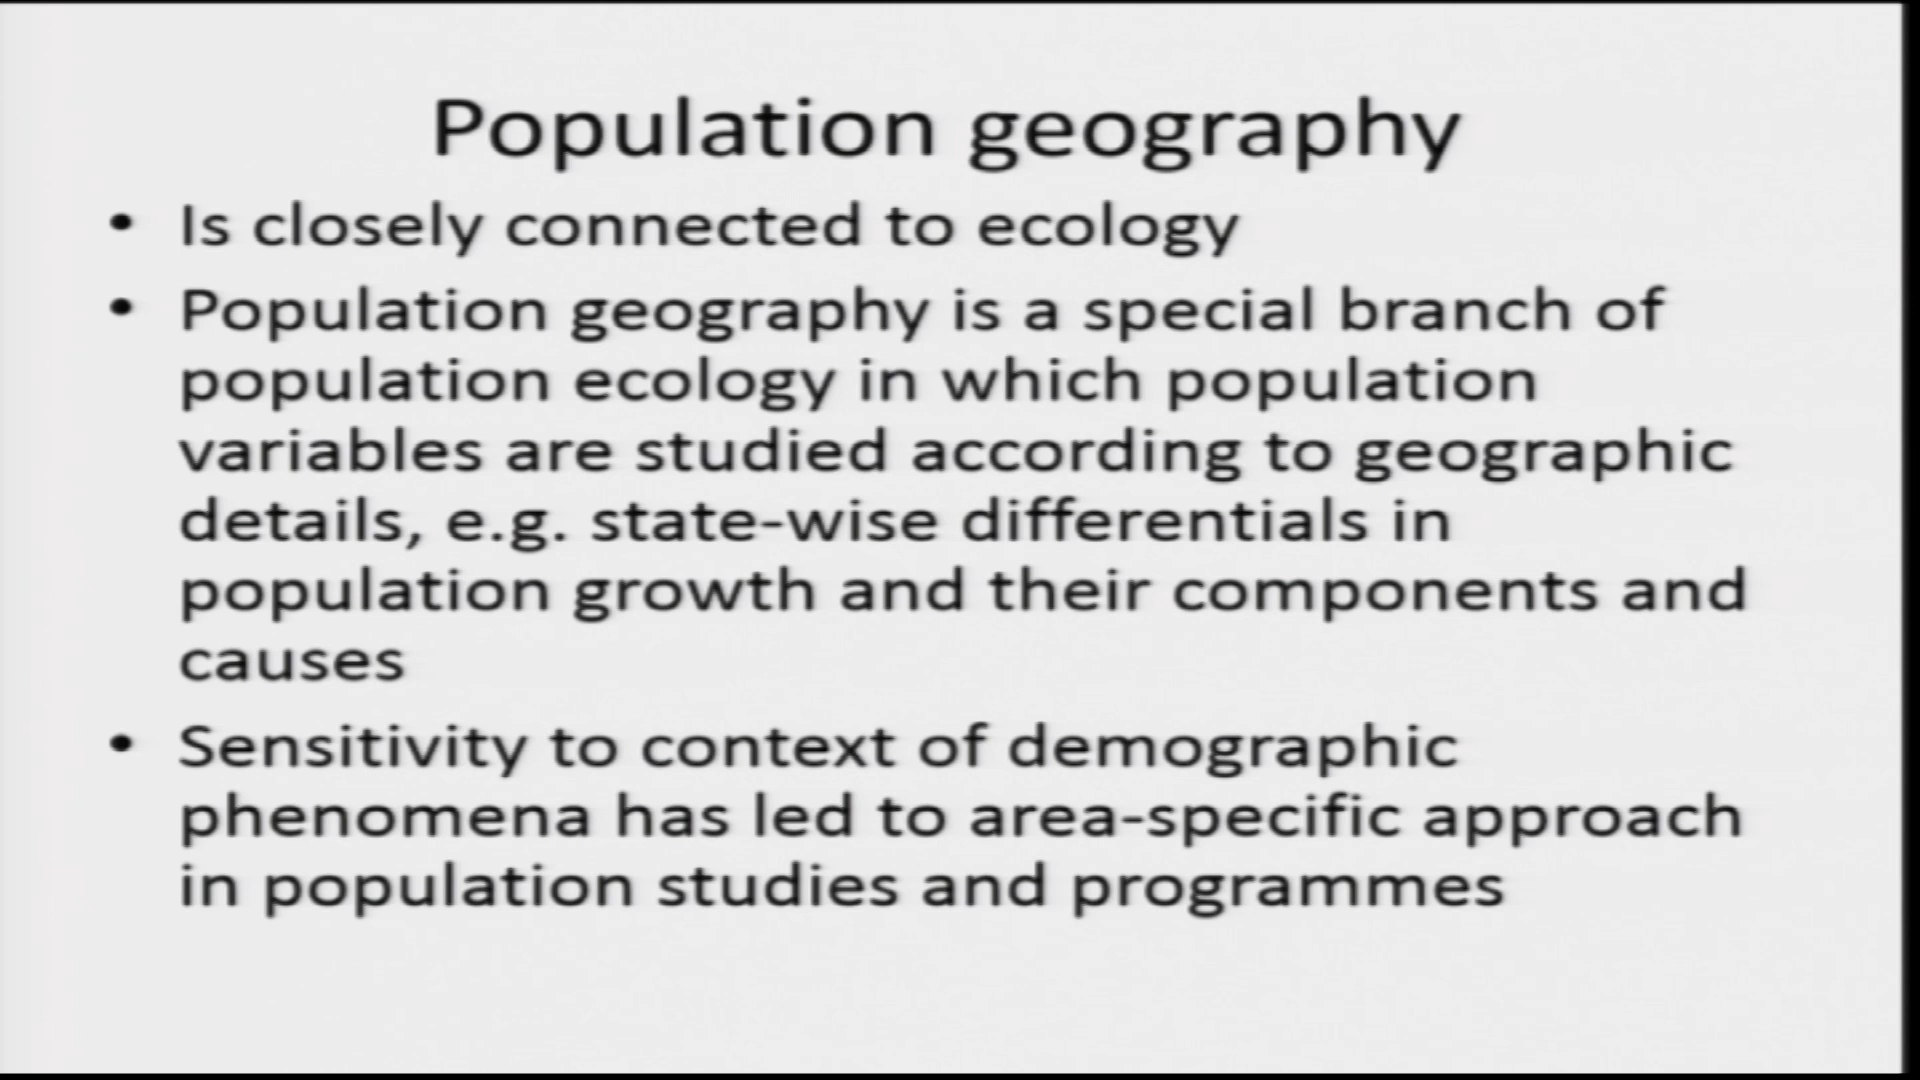 Population geography
• Is closely connected to ecology
• Population geography is a special branch of
population ecology in which population
variables are studied according to geographic
details, e.g. state-wise differentials in
population growth and their components and
causes
• Sensitivity to context of demographic
phenomena has led to area-specific approach
in population studies and programmes